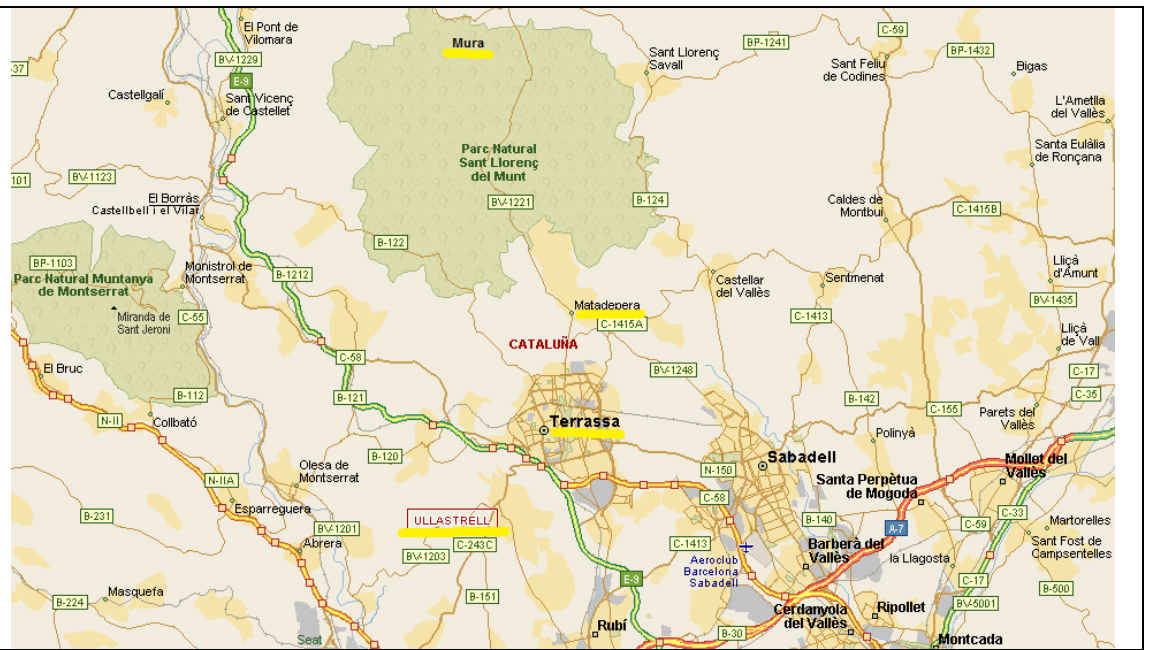 El Pont de
Vilomara
Mura
C-59
BP-1241
BP-1432
Sant Llorenç
Savall
BV-1229
Sant Feliu
de Codines
Bigas
-37
E-9
Castellgalí
Sant Vicenç
de Castellet
L'Ametlla
del Vallès
Parc Natural
Sant Llorenç
del Munt
Santa Eulàlia
de Ronçana
101
BV-1123
El Borràs
Castellbell i el Vilar
BV-1221
B-124
Caldes de
Montbui
C-1415B
B-122
BP-1103
Parc Natural Muntanya
de Montserrat
Monistrol de
Montserrat
B-1212
Castellar
del Vallès
Sentmenat
Lliçà
d'Amunt
BV-1435
Miranda de
Sant Jeroni
C-55
Matadepera
C-1415A
C-1413
Lliçà
de Vall
CATALUÑA
C-58
El Bruc
BV-1248
C-17
B-112
B-121
B-142
C-155
C-35
N-II
Collbató
Terrassa
Parets del
Vallès
Polinyà
B-120
Olesa de
Montserrat
N-150
Sabadell
Mollet del
Vallès
N-IIA
Santa Perpètua
de Mogoda
C-58
Esparreguera
B-231
ULLASTRELL
BV-1201
B-140
A-7
C-59
C-33
Martorelles
Abrera
C-243C
BV-1203
C-1413
Barberà del
Vallès
la Llagosta
Sant Fost de
Campsentelles
Aeroclub
Barcelona
Sabadell
E-9
C-17
B-500
Masquefa
B-224
B-151
Cerdanyola
del Vallès
Ripollet
BV-5001
Rubí
B-30
Seat
Montcada